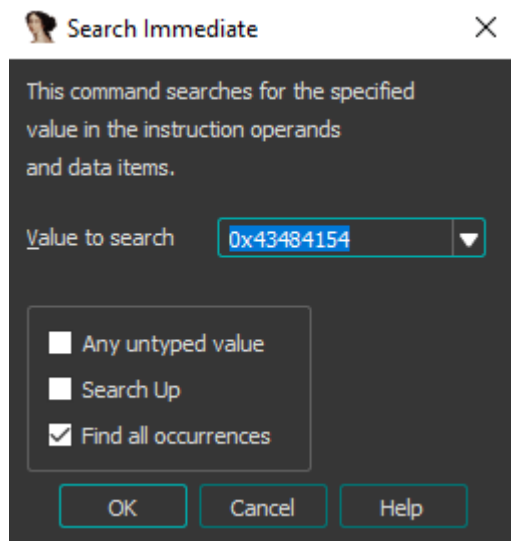 Search Immediate
This command searches for the specified
value in the instruction operands
and data items.
Value to search 0x43484154
Any untyped value
Search Up
Find all occurrences
OK Cancel Help